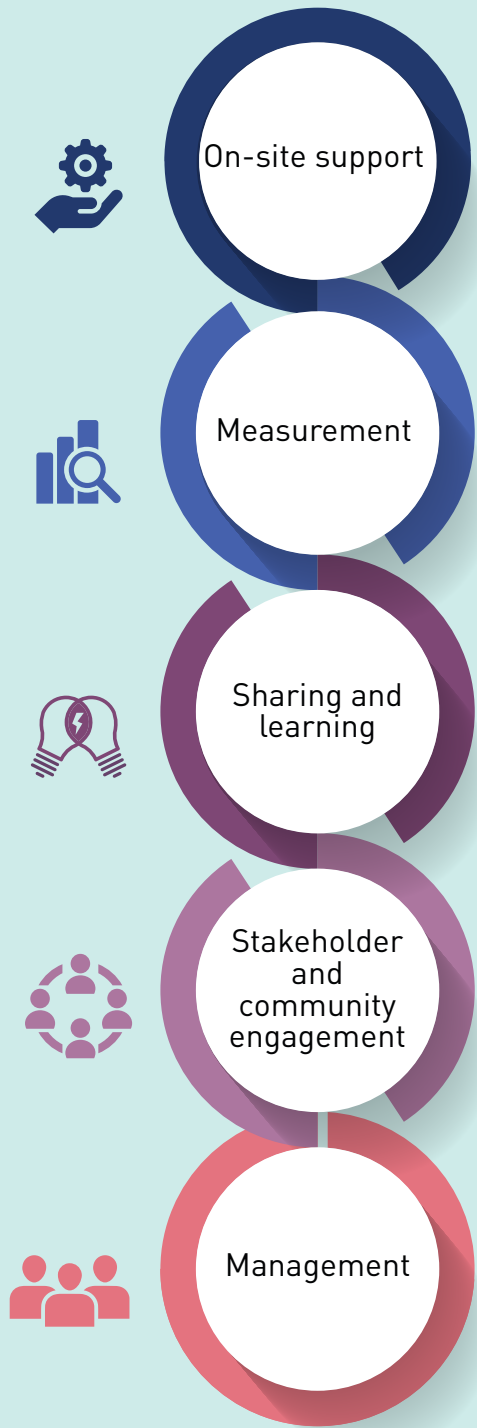 On-site support
Measurement
Sharing and
learning
Stakeholder
and
community
engagement
Management